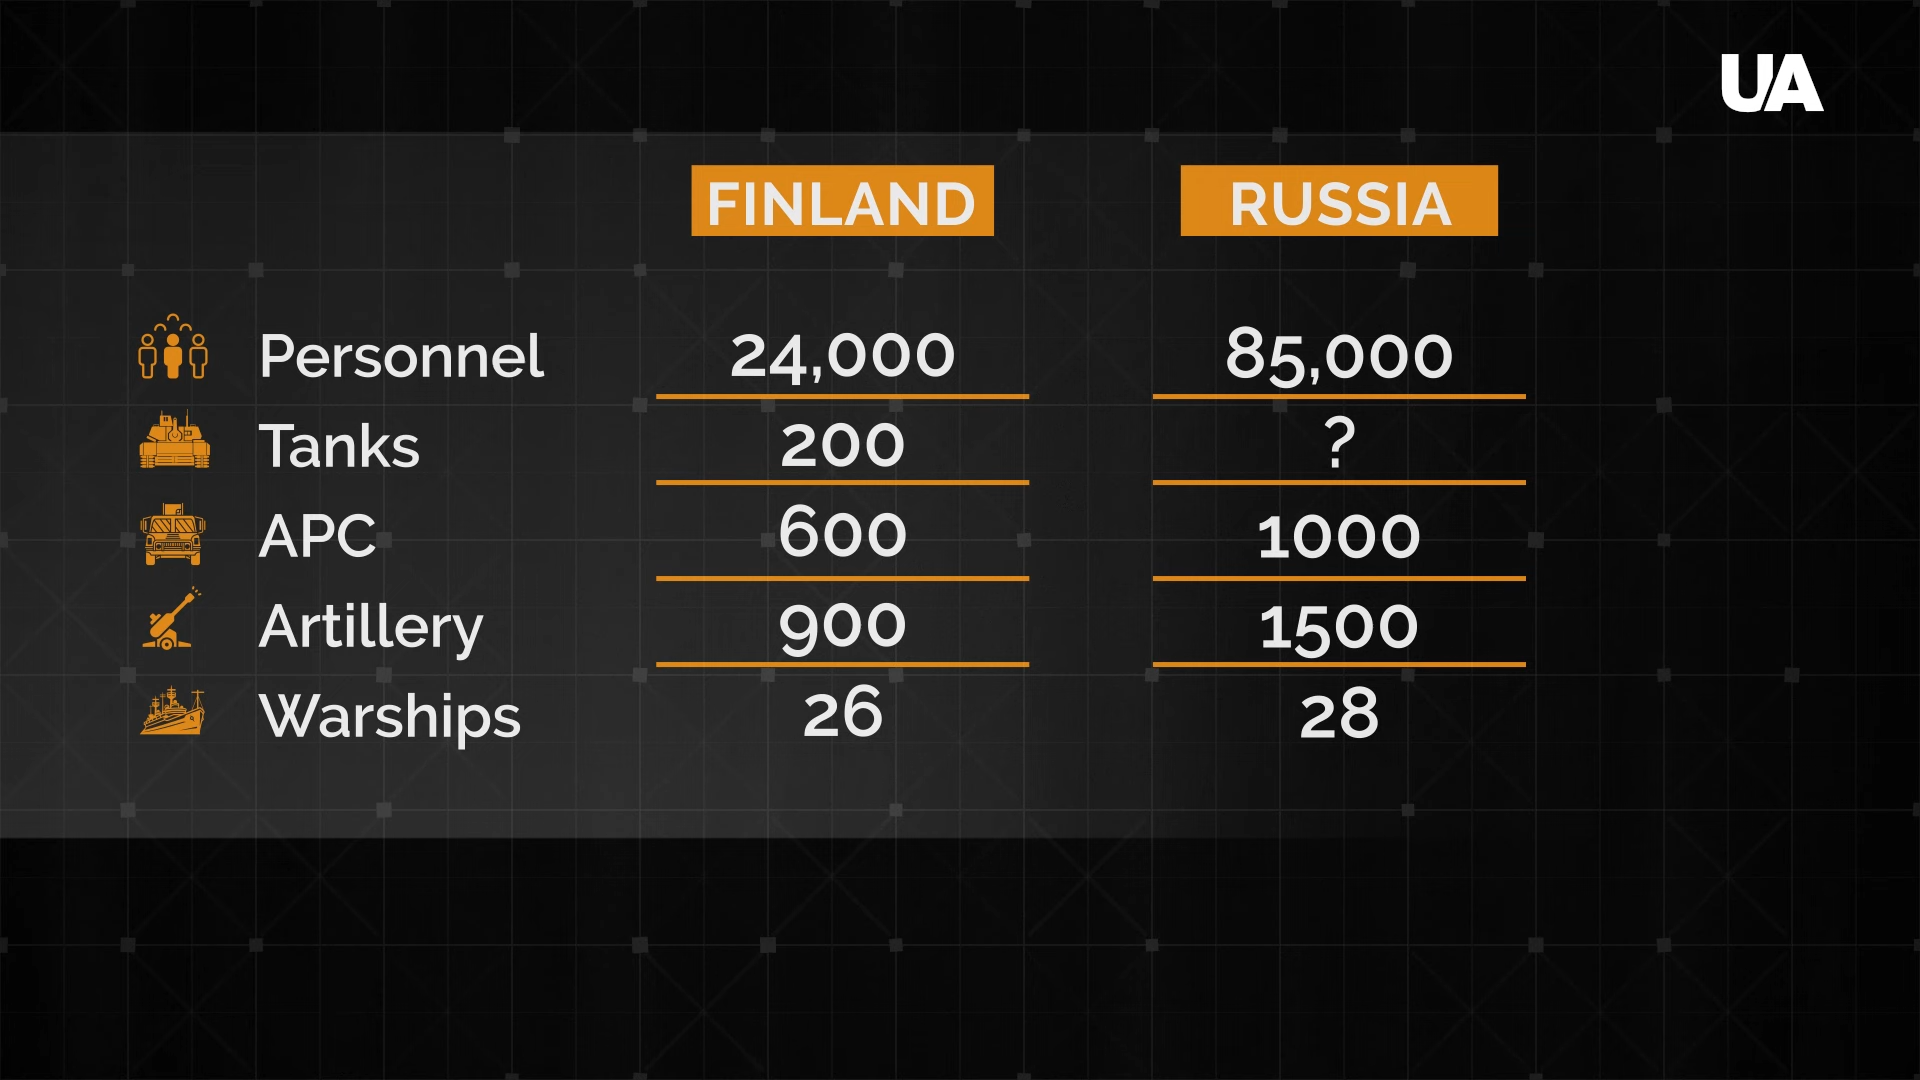 UA
FINLAND RUSSIA
Personnel 24,000 85,000
Tanks 200 ?
APC 600 1000
Artillery 900 1500
Warships 26 28